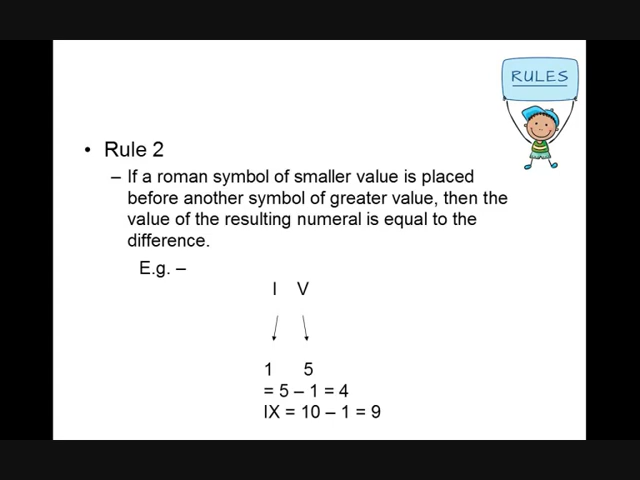 RULES
• Rule 2
– If a roman symbol of smaller value is placed
before another symbol of greater value, then the
value of the resulting numeral is equal to the
difference.
E.g. –
I V
1 5
= 5 – 1 = 4
IX = 10 – 1 = 9